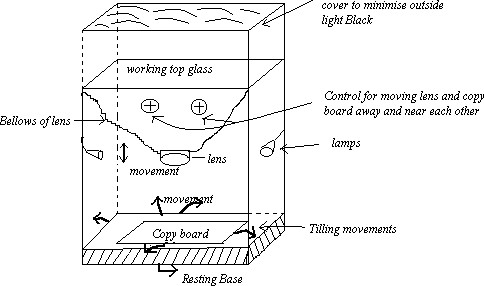 cover to minimise outside
light Black
working top glass
Control for moving lens and copy
board away and near each other
Bellows of lens
lens
lamps
movement
movement
Copy board
Tilling movements
Resting Base